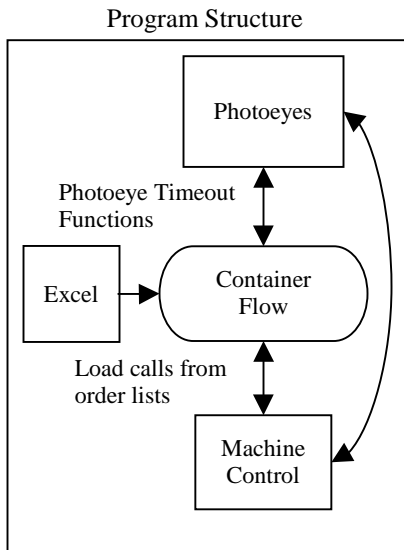 Program Structure
Photoeyes
Photoeye Timeout
Functions
Excel
Container
Flow
Load calls from
order lists
Machine
Control